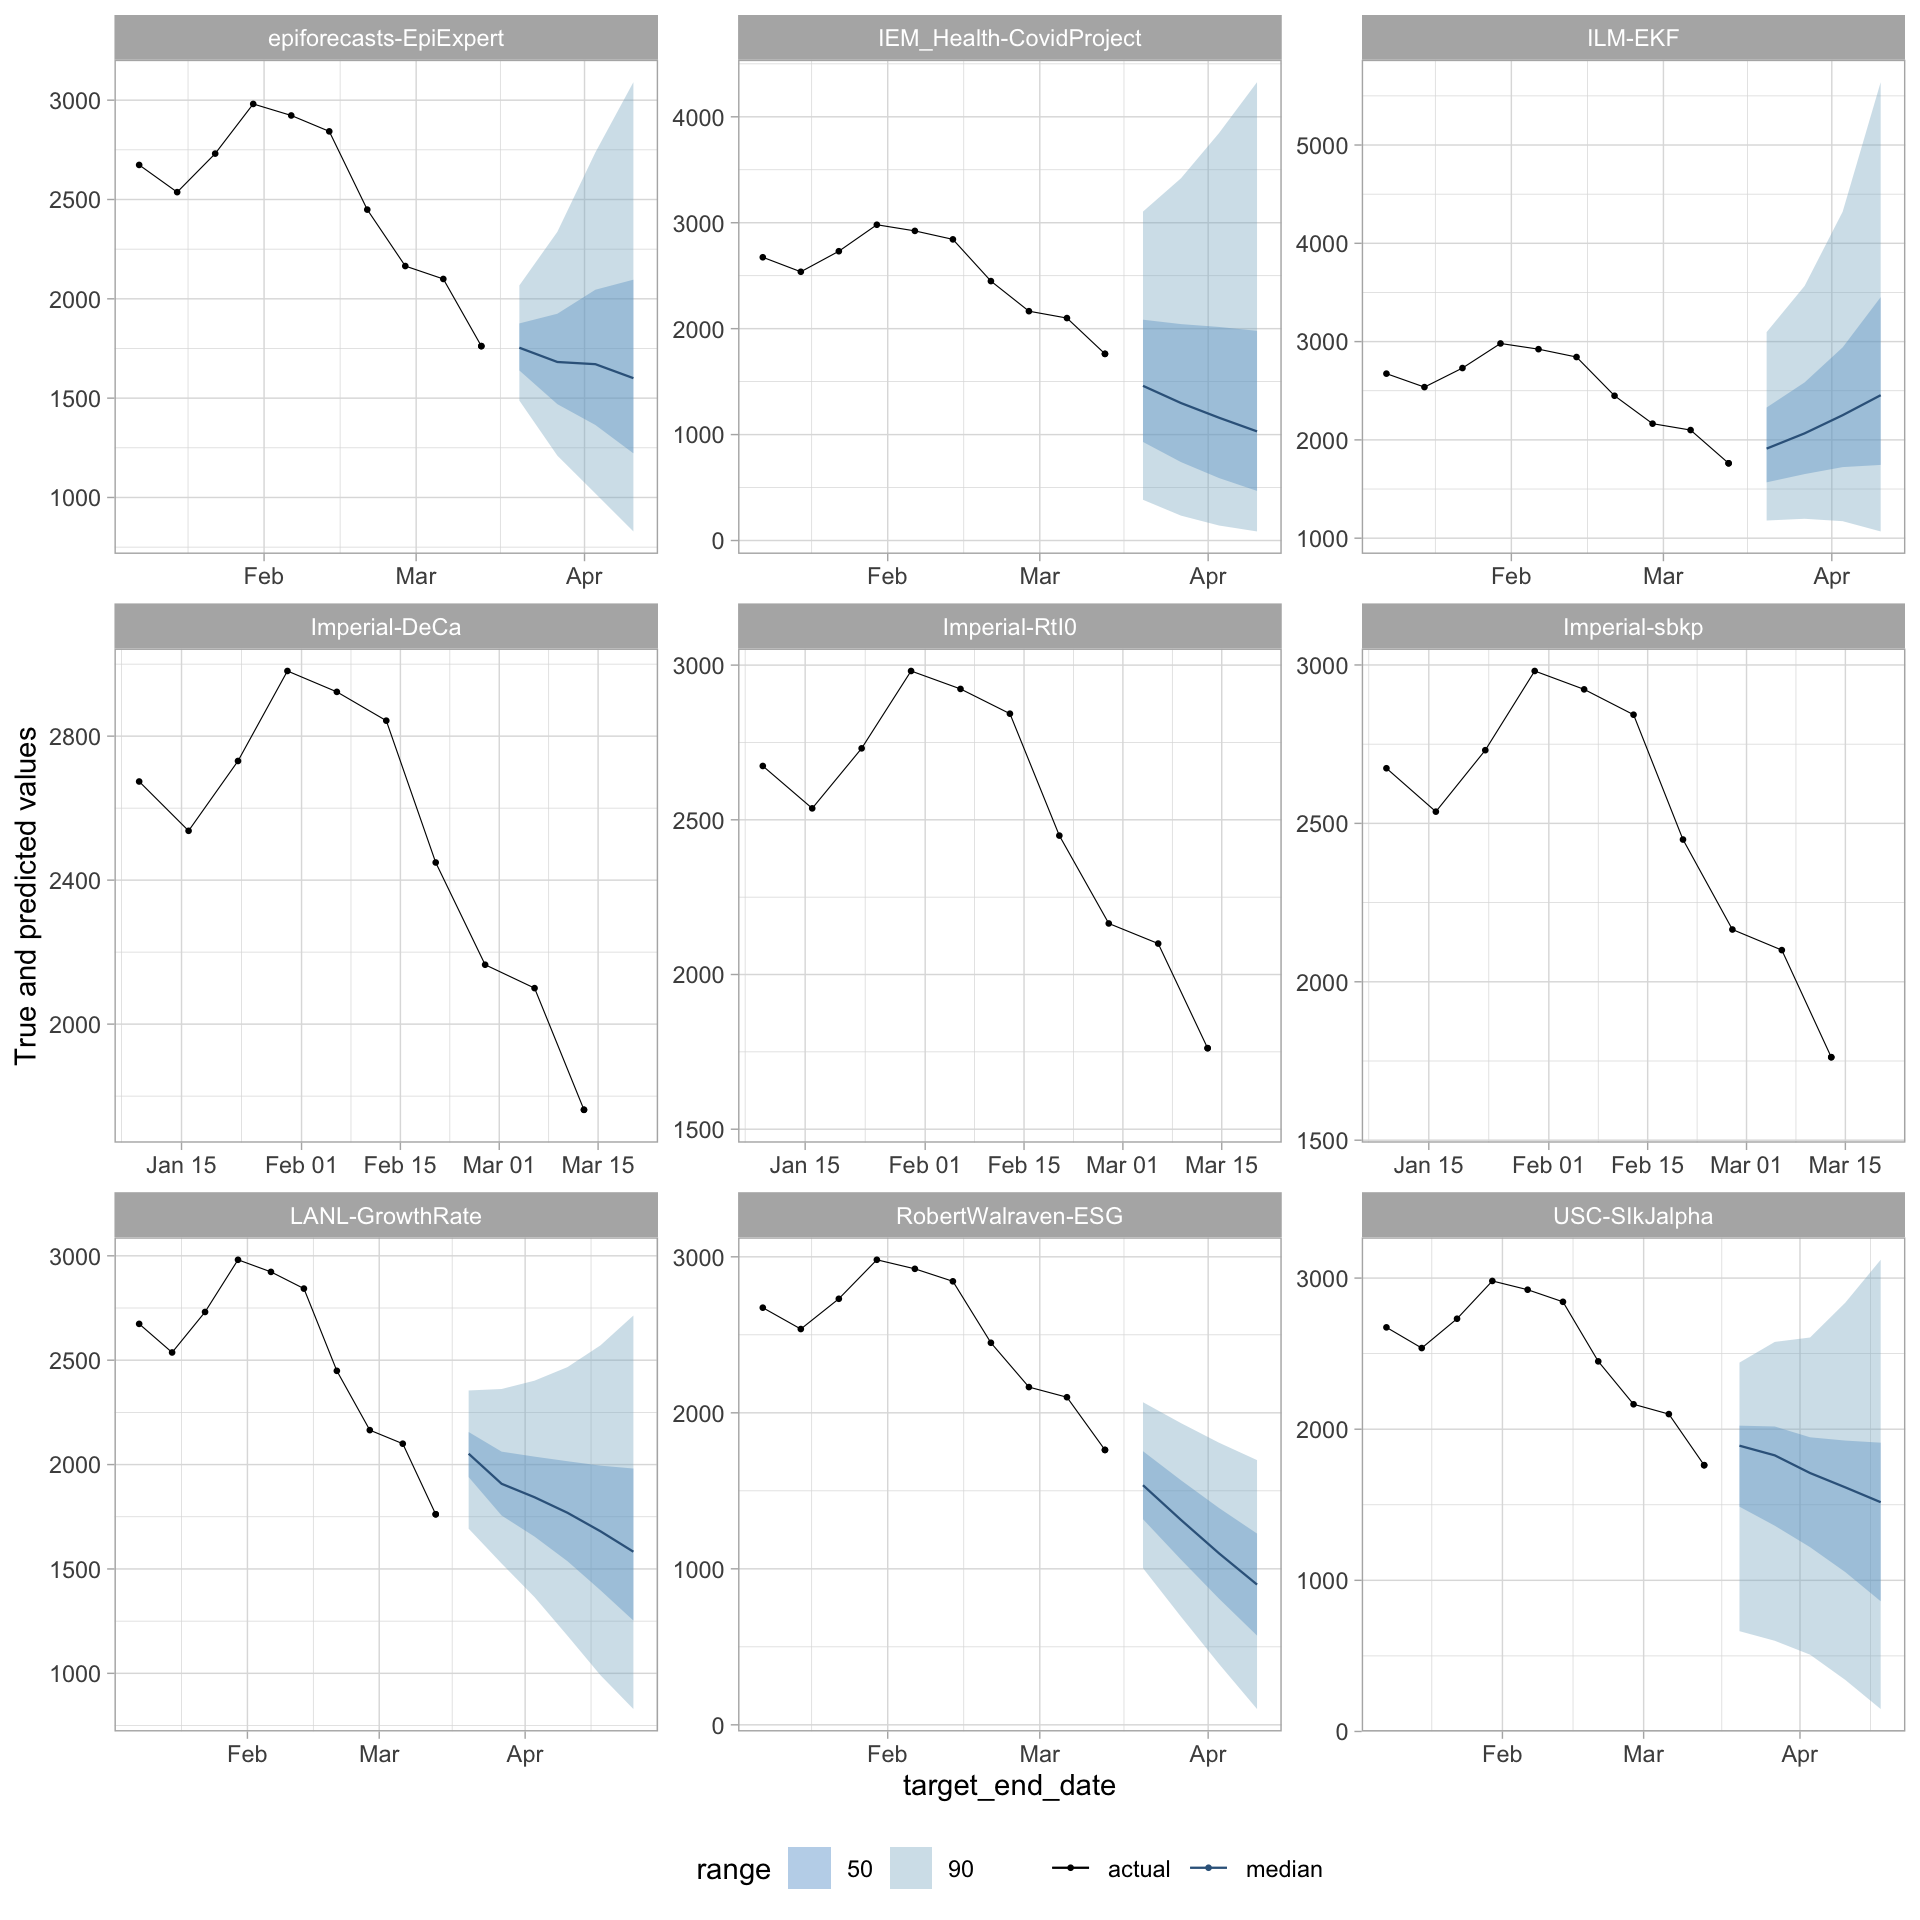 epiforecasts-EpiExpert
IEM_Health-CovidProject
ILM-EKF
3000
2500
2000
1500
1000
Feb Mar Apr
4000
3000
2000
1000
0
Feb Mar Apr
5000
4000
3000
2000
1000
Feb Mar Apr
True and predicted values
Imperial-DeCa
Imperial-RtI0
Imperial-sbkp
2800
2400
2000
Jan 15 Feb 01 Feb 15 Mar 01 Mar 15
3000
2500
2000
1500
Jan 15 Feb 01 Feb 15 Mar 01 Mar 15
3000
2500
2000
1500
Jan 15 Feb 01 Feb 15 Mar 01 Mar 15
LANL-GrowthRate
RobertWalraven-ESG
USC-SIkJalpha
3000
2500
2000
1500
1000
Feb Mar Apr
3000
2000
1000
0
Feb Mar Apr
3000
2000
1000
0
Feb Mar Apr
target_end_date
range 50 90 actual median